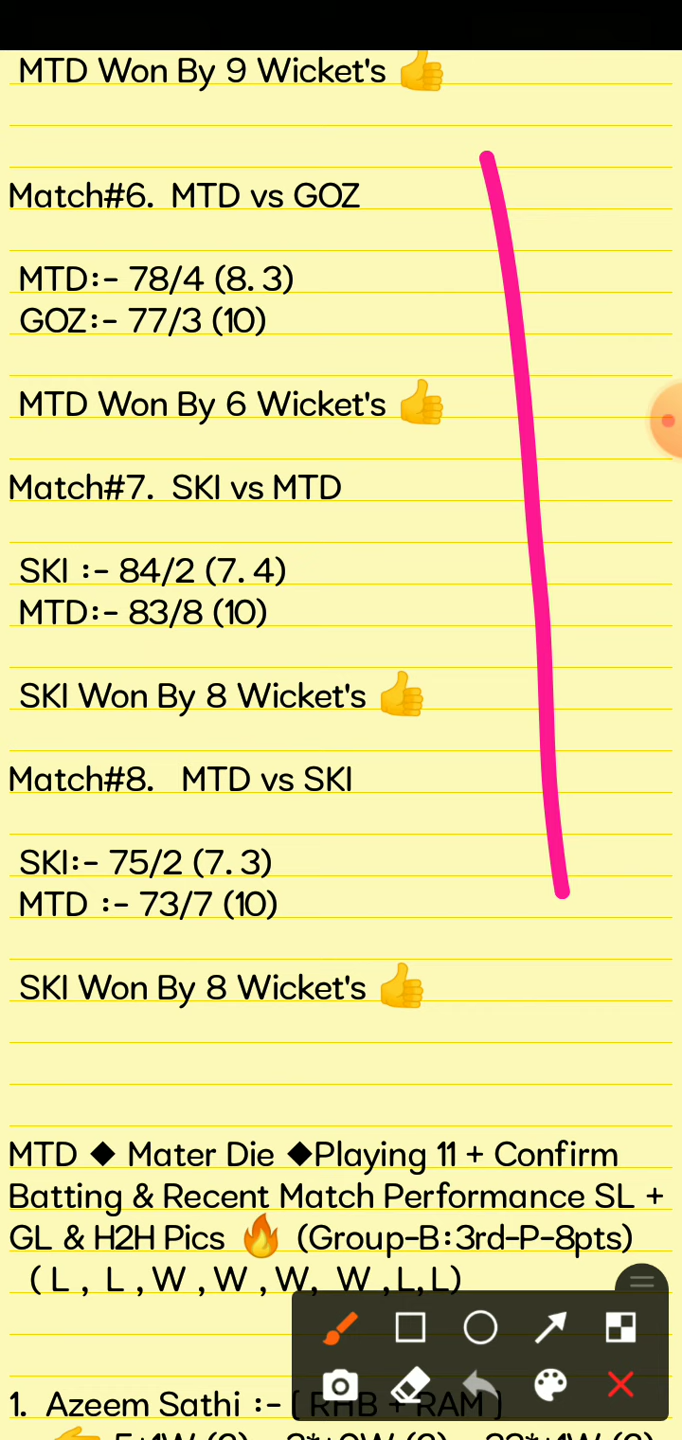 MTD Won By 9 Wicket's 👍
Match#6. MTD vs GOZ
MTD:- 78/4 (8. 3)
GOZ:- 77/3 (10)
MTD Won By 6 Wicket's 👍
Match#7. SKI vs MTD
SKI :- 84/2 (7. 4)
MTD:- 83/8 (10)
SKI Won By 8 Wicket's 👍
Match#8. MTD vs SKI
SKI:- 75/2 (7. 3)
MTD :- 73/7 (10)
SKI Won By 8 Wicket's 👍
MTD ◆ Mater Die ◆Playing 11 + Confirm
Batting & Recent Match Performance SL +
GL & H2H Pics 🔥 (Group-B:3rd-P-8pts)
( L , L , W , W , W, W , L, L)
1. Azeem Sathi :- ( RHB + RAM )